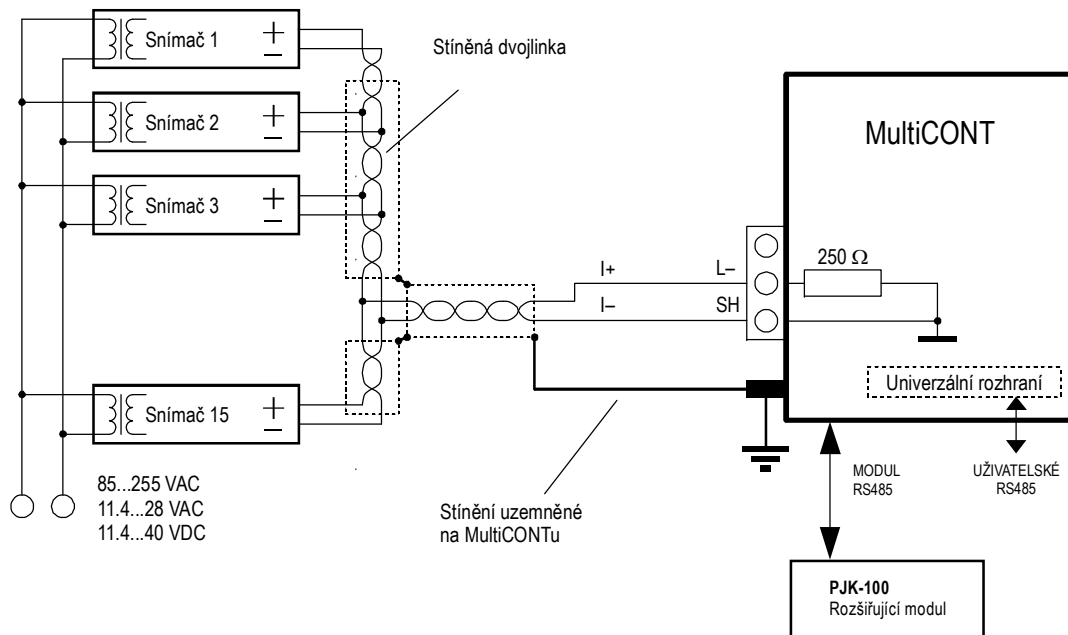 Snímač 1
+
–
Snímač 2
+
–
Snímač 3
+
–
Snímač 15
+
–
85...255 VAC
11.4...28 VAC
11.4...40 VDC
Stíněná dvojlinka
I+
I–
L–
SH
MultiCONT
250 Ω
Univerzální rozhraní
Stínění uzemněné
na MultiCONTu
MODUL
RS485
UŽIVATELSKÉ
RS485
PJK-100
Rozšiřující modul